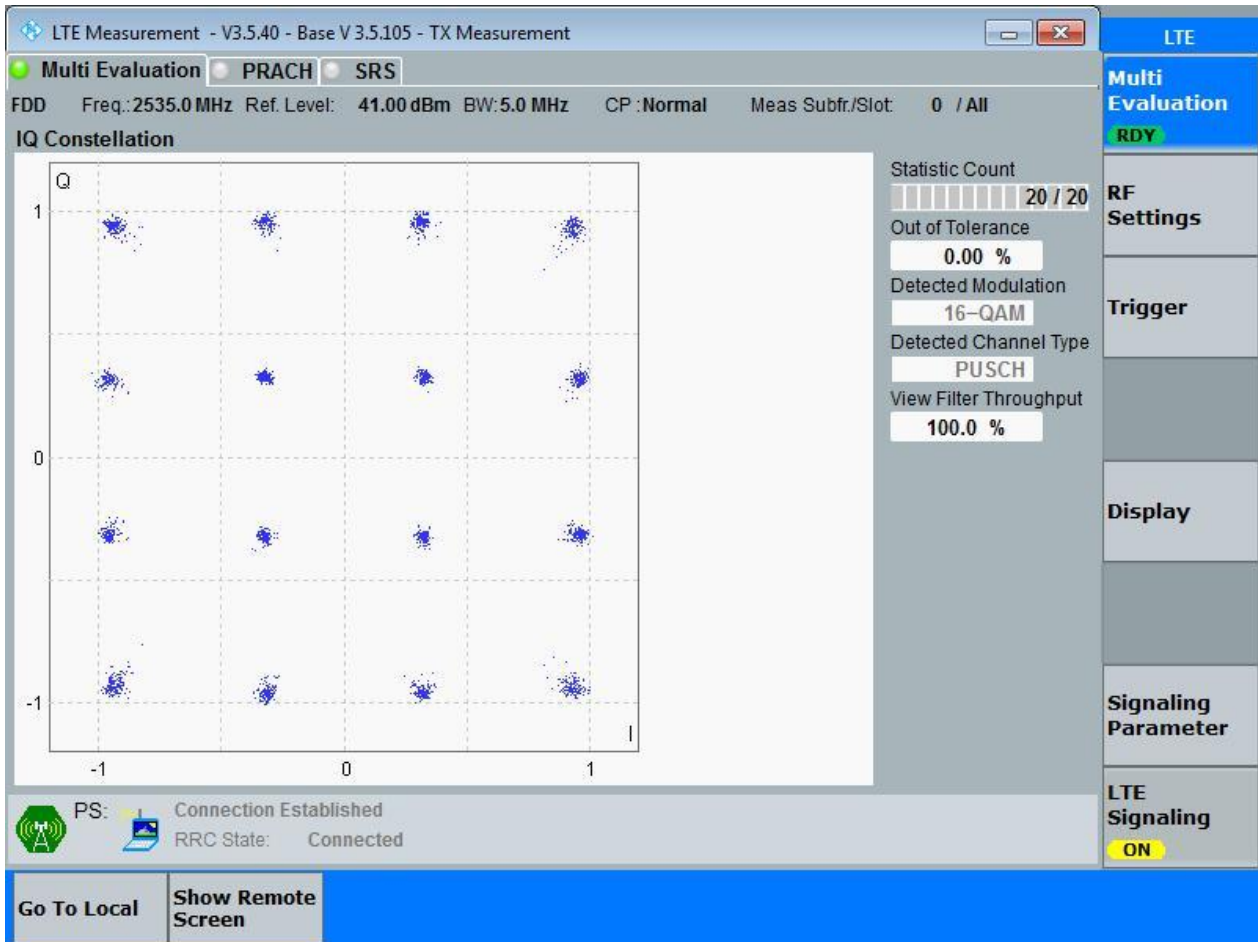 LTE Measurement - V3.5.40 - Base V 3.5.105 - TX Measurement
LTE
Multi Evaluation PRACH SRS
FDD Freq.: 2535.0 MHz Ref. Level: 41.00 dBm BW: 5.0 MHz CP : Normal Meas Subfr./Slot: 0 / All
IQ Constellation
Q
1
0
-1
I
-1 0 1
Statistic Count
20 / 20
Out of Tolerance
0.00 %
Detected Modulation
16-QAM
Detected Channel Type
PUSCH
View Filter Throughput
100.0 %
Multi
Evaluation
RDY
RF
Settings
Trigger
Display
Signaling
Parameter
LTE
Signaling
ON
PS: Connection Established
RRC State: Connected
Go To Local
Show Remote
Screen